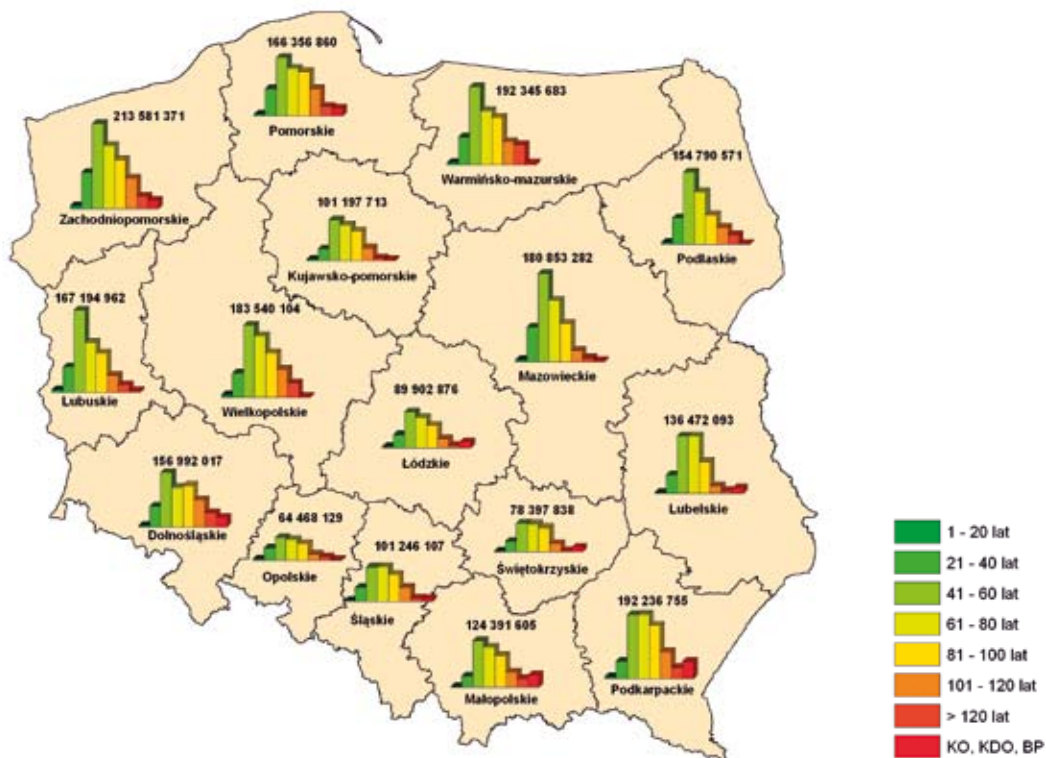 166 356 860
Pomorskie
192 345 683
Warmińsko-mazurskie
213 581 371
Zachodniopomorskie
154 790 571
Podlaskie
101 197 713
Kujawsko-pomorskie
180 853 282
Mazowieckie
167 194 962
Lubuskie
183 540 104
Wielkopolskie
89 902 876
Łódzkie
136 472 093
Lubelskie
156 992 017
Dolnośląskie
64 468 129
Opolskie
101 246 107
Śląskie
78 397 838
Świętokrzyskie
124 391 605
Małopolskie
192 236 755
Podkarpackie
1 - 20 lat
21 - 40 lat
41 - 60 lat
61 - 80 lat
81 - 100 lat
101 - 120 lat
> 120 lat
KO, KDO, BP